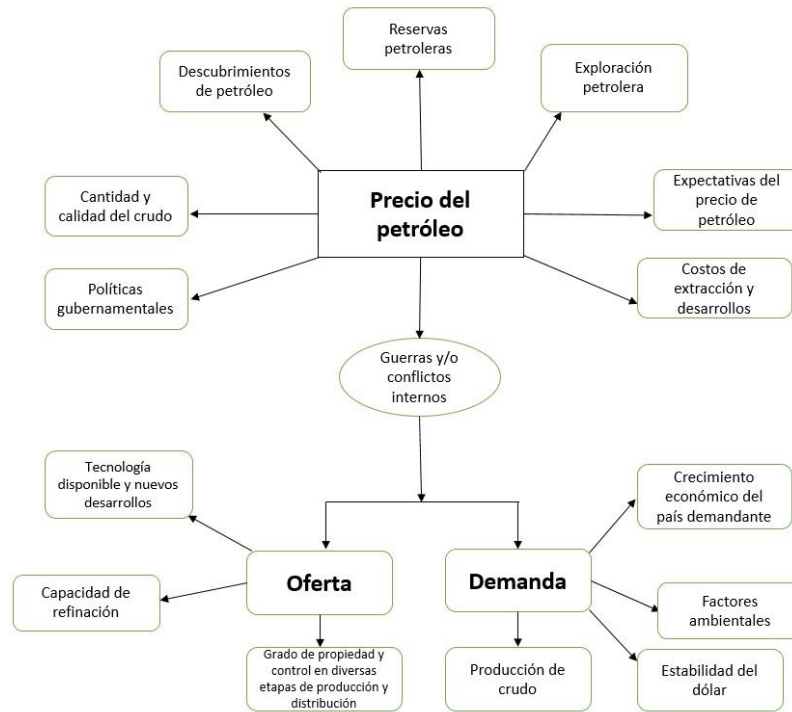 Reservas
petroleras
Descubrimientos
de petróleo
Exploración
petrolera
Precio del
petróleo
Cantidad y
calidad del crudo
Expectativas del
precio de
petróleo
Políticas
gubernamentales
Costos de
extracción y
desarrollos
Guerras y/o
conflictos
internos
Tecnología
disponible y nuevos
desarrollos
Crecimiento
económico del
país demandante
Oferta
Demanda
Capacidad de
refinación
Factores
ambientales
Grado de propiedad y
control en diversas
etapas de producción y
distribución
Producción de
crudo
Estabilidad del
dólar